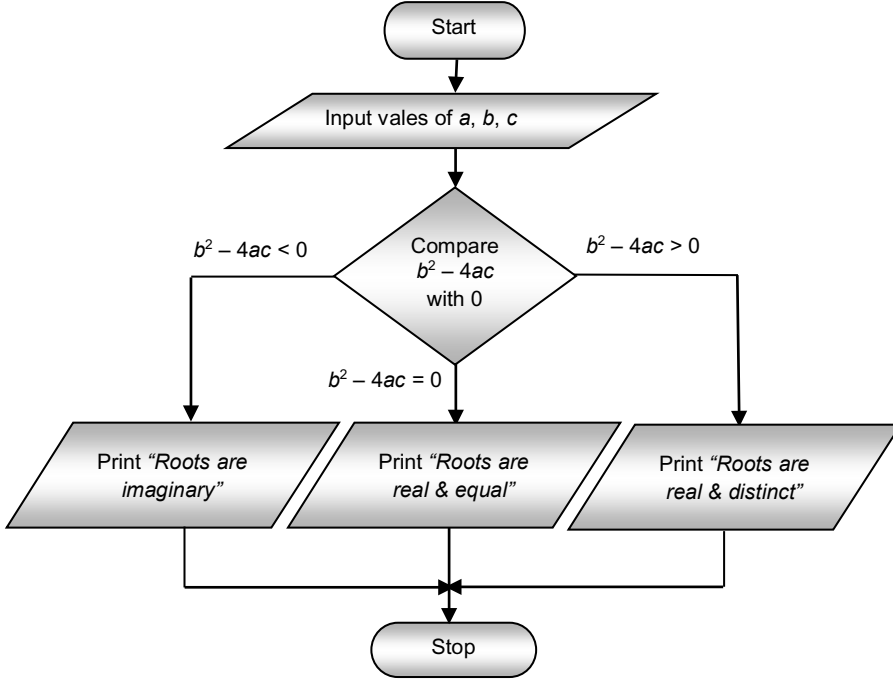 Start
Input vales of a, b, c
b² – 4ac < 0
Compare
b² – 4ac
with 0
b² – 4ac > 0
b² – 4ac = 0
Print “Roots are
imaginary”
Print “Roots are
real & equal”
Print “Roots are
real & distinct”
Stop